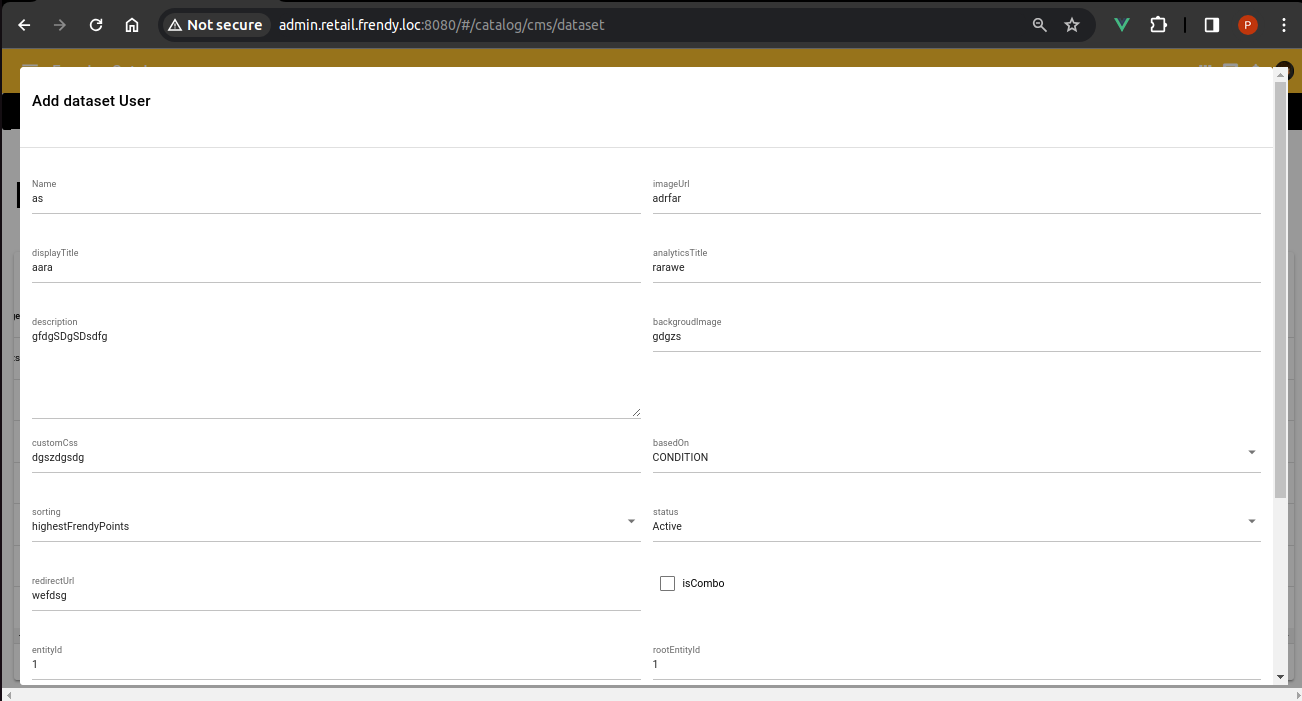 Not secure admin.retail.frendy.loc:8080/#/catalog/cms/dataset P
Add dataset User
Name imageUrl
as adrfar
displayTitle analyticsTitle
aara rarawe
description backgroudImage
gfdgSDgSDsdfg gdgzs
customCss basedOn
dgszdgsdg CONDITION
sorting status
highestFrendyPoints Active
redirectUrl
wefdsg
isCombo
entityId rootEntityId
1 1